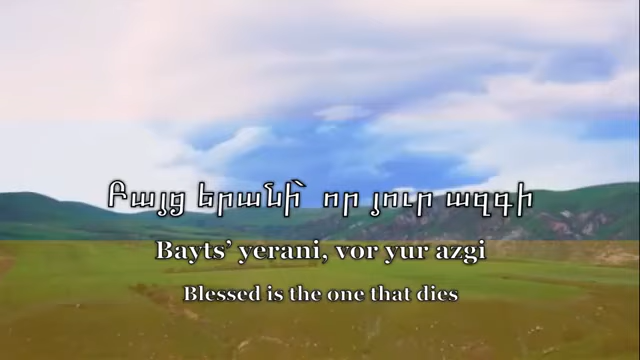 Բայց երանի՝ որ յուր ազգի
Bayts’ yerani, vor yur azgi
Blessed is the one that dies